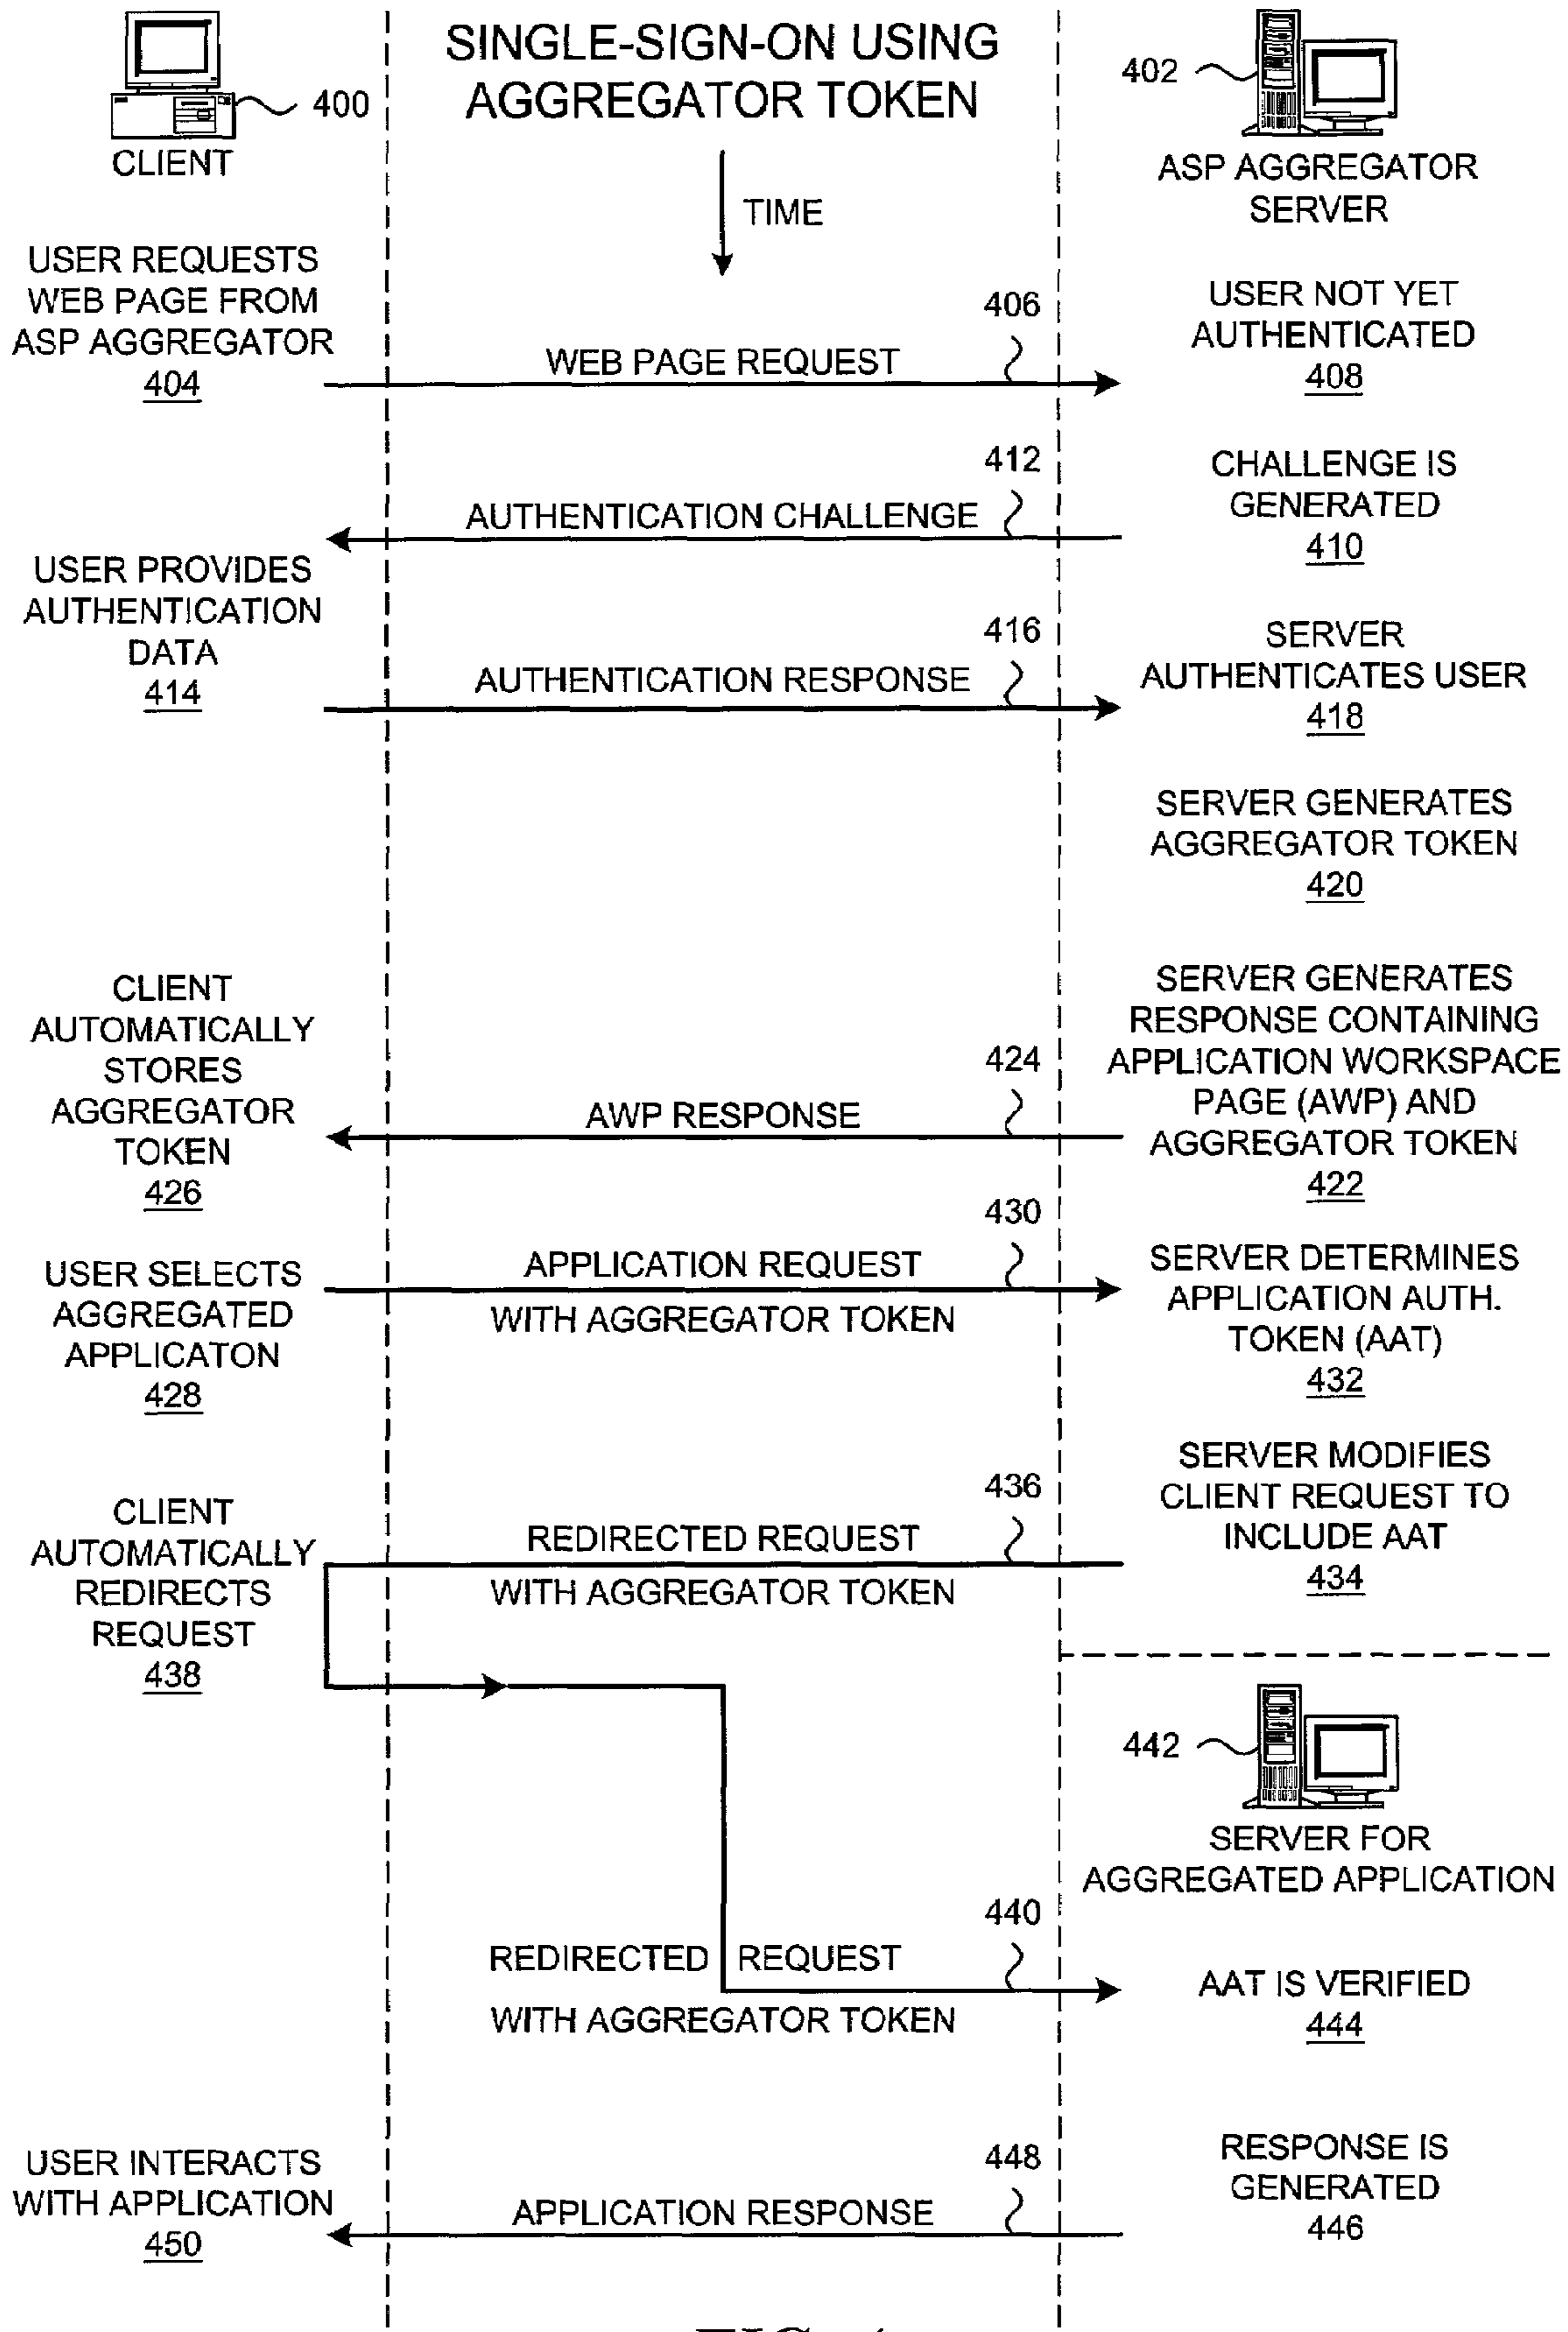 SINGLE-SIGN-ON USING
AGGREGATOR TOKEN
400
CLIENT
402
ASP AGGREGATOR
SERVER
TIME
USER REQUESTS
WEB PAGE FROM
ASP AGGREGATOR
404
WEB PAGE REQUEST
406
USER NOT YET
AUTHENTICATED
408
AUTHENTICATION CHALLENGE
412
CHALLENGE IS
GENERATED
410
USER PROVIDES
AUTHENTICATION
DATA
414
AUTHENTICATION RESPONSE
416
SERVER
AUTHENTICATES USER
418
SERVER GENERATES
AGGREGATOR TOKEN
420
CLIENT
AUTOMATICALLY
STORES
AGGREGATOR
TOKEN
426
AWP RESPONSE
424
SERVER GENERATES
RESPONSE CONTAINING
APPLICATION WORKSPACE
PAGE (AWP) AND
AGGREGATOR TOKEN
422
USER SELECTS
AGGREGATED
APPLICATON
428
430
APPLICATION REQUEST
WITH AGGREGATOR TOKEN
SERVER DETERMINES
APPLICATION AUTH.
TOKEN (AAT)
432
SERVER MODIFIES
CLIENT REQUEST TO
INCLUDE AAT
434
CLIENT
AUTOMATICALLY
REDIRECTS
REQUEST
438
436
REDIRECTED REQUEST
WITH AGGREGATOR TOKEN
442
SERVER FOR
AGGREGATED APPLICATION
440
REDIRECTED REQUEST
WITH AGGREGATOR TOKEN
AAT IS VERIFIED
444
USER INTERACTS
WITH APPLICATION
450
448
APPLICATION RESPONSE
RESPONSE IS
GENERATED
446